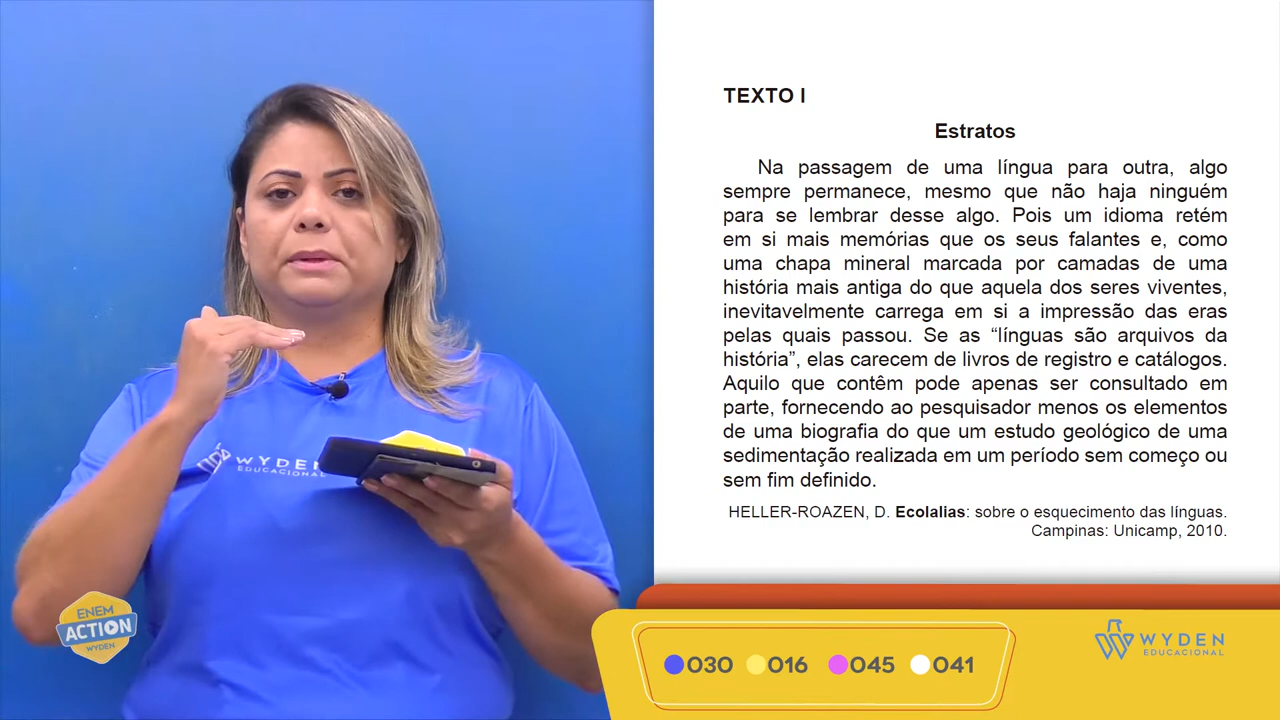 TEXTO I
Estratos
Na passagem de uma língua para outra, algo
sempre permanece, mesmo que não haja ninguém
para se lembrar desse algo. Pois um idioma retém
em si mais memórias que os seus falantes e, como
uma chapa mineral marcada por camadas de uma
história mais antiga do que aquela dos seres viventes,
inevitavelmente carrega em si a impressão das eras
pelas quais passou. Se as “línguas são arquivos da
história”, elas carecem de livros de registro e catálogos.
Aquilo que contêm pode apenas ser consultado em
parte, fornecendo ao pesquisador menos os elementos
de uma biografia do que um estudo geológico de uma
sedimentação realizada em um período sem começo ou
sem fim definido.
HELLER-ROAZEN, D. Ecolalias: sobre o esquecimento das línguas.
Campinas: Unicamp, 2010.
WYDEN
EDUCACIONAL
ENEM
ACTION
WYDEN
030 016 045 041
WYDEN
EDUCACIONAL